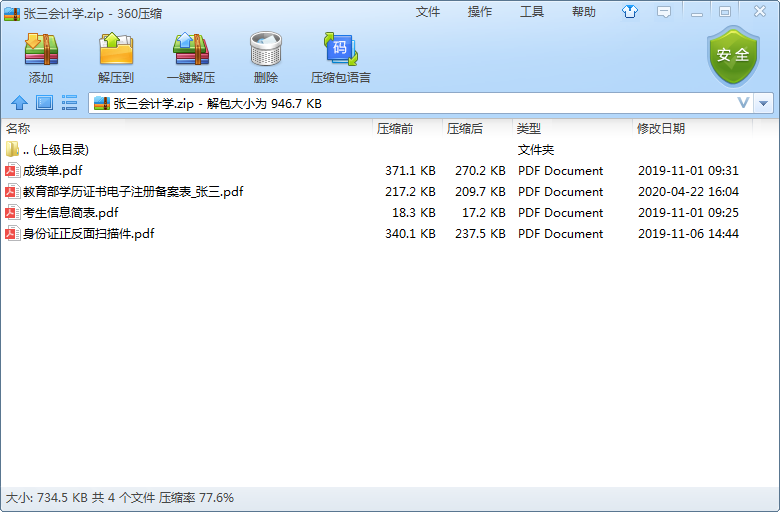 张三会计学.zip - 360压缩 文件 操作 工具 帮助
添加 解压到 一键解压 删除 码 压缩包语言 安全
张三会计学.zip - 解包大小为 946.7 KB
名称 压缩前 压缩后 类型 修改日期
.. (上级目录) 文件夹
成绩单.pdf 371.1 KB 270.2 KB PDF Document 2019-11-01 09:31
教育部学历证书电子注册备案表_张三.pdf 217.2 KB 209.7 KB PDF Document 2020-04-22 16:04
考生信息简表.pdf 18.3 KB 17.2 KB PDF Document 2019-11-01 09:25
身份证正反面扫描件.pdf 340.1 KB 237.5 KB PDF Document 2019-11-06 14:44
大小: 734.5 KB 共 4 个文件 压缩率 77.6%